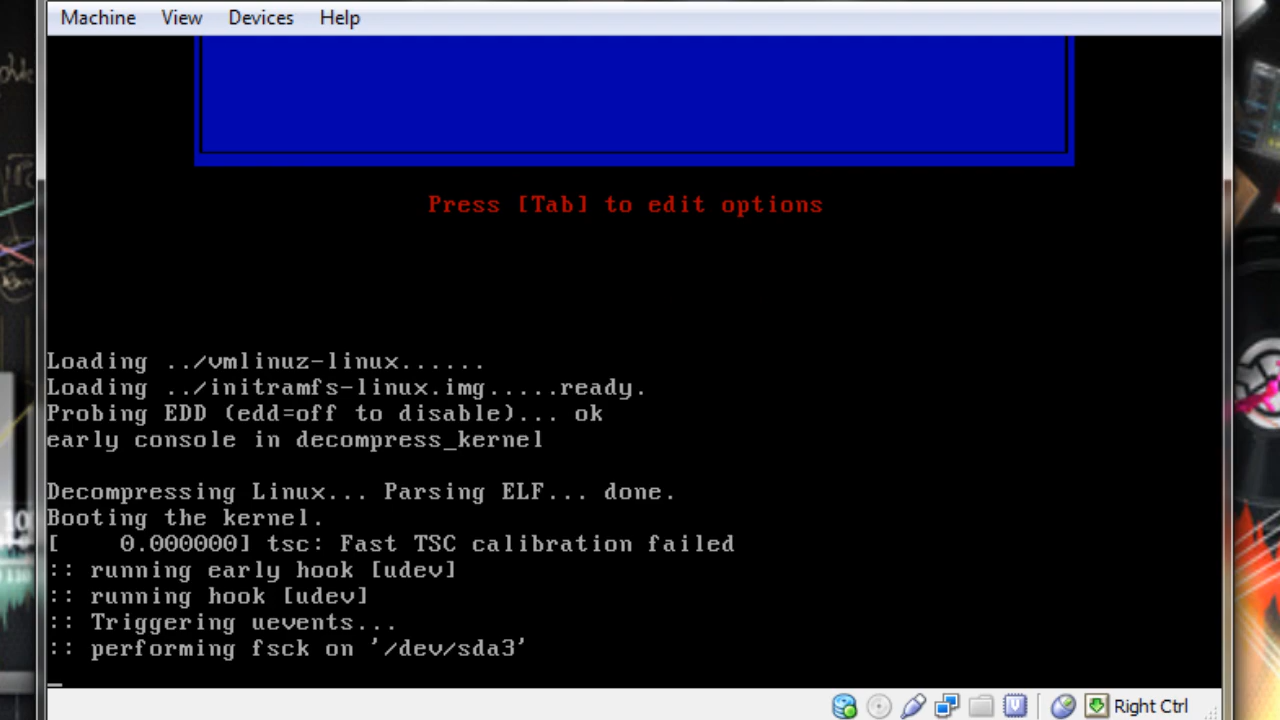 Machine View Devices Help
Press [Tab] to edit options
Loading ../vmlinuz-linux......
Loading ../initramfs-linux.img.....ready.
Probing EDD (edd=off to disable)... ok
early console in decompress_kernel
Decompressing Linux... Parsing ELF... done.
Booting the kernel.
[    0.000000] tsc: Fast TSC calibration failed
:: running early hook [udev]
:: running hook [udev]
:: Triggering uevents...
:: performing fsck on '/dev/sda3'
_
Right Ctrl